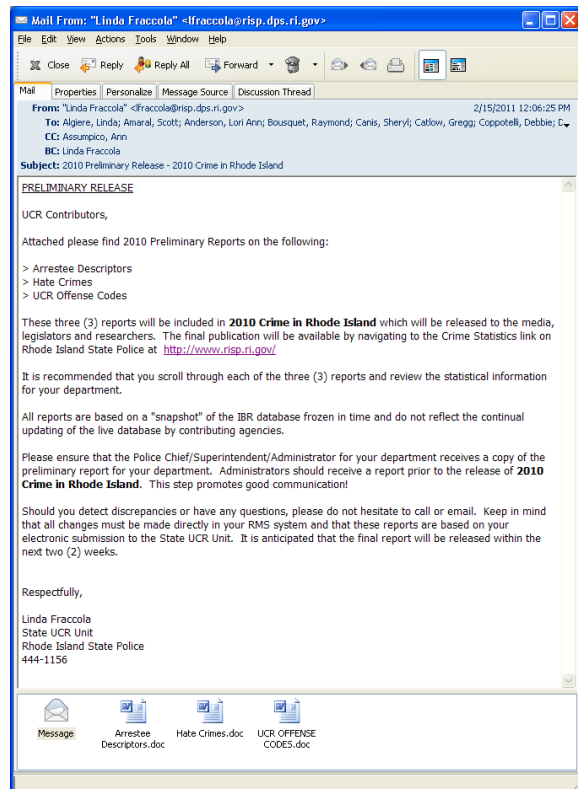 Mail From: "Linda Fraccola" <lfraccola@risp.dps.ri.gov>
File Edit View Actions Tools Window Help
Close Reply Reply All Forward
Mail Properties Personalize Message Source Discussion Thread
From: "Linda Fraccola" <lfraccola@risp.dps.ri.gov> 2/15/2011 12:06:25 PM
To: Algiere, Linda; Amaral, Scott; Anderson, Lori Ann; Bousquet, Raymond; Canis, Sheryl; Catlow, Gregg; Coppotelli, Debbie;
CC: Assumpico, Ann
BC: Linda Fraccola
Subject: 2010 Preliminary Release - 2010 Crime in Rhode Island
PRELIMINARY RELEASE
UCR Contributors,
Attached please find 2010 Preliminary Reports on the following:
> Arrestee Descriptors
> Hate Crimes
> UCR Offense Codes
These three (3) reports will be included in 2010 Crime in Rhode Island which will be released to the media,
legislators and researchers. The final publication will be available by navigating to the Crime Statistics link on
Rhode Island State Police at http://www.risp.ri.gov/
It is recommended that you scroll through each of the three (3) reports and review the statistical information
for your department.
All reports are based on a "snapshot" of the IBR database frozen in time and do not reflect the continual
updating of the live database by contributing agencies.
Please ensure that the Police Chief/Superintendent/Administrator for your department receives a copy of the
preliminary report for your department. Administrators should receive a report prior to the release of 2010
Crime in Rhode Island. This step promotes good communication!
Should you detect discrepancies or have any questions, please do not hesitate to call or email. Keep in mind
that all changes must be made directly in your RMS system and that these reports are based on your
electronic submission to the State UCR Unit. It is anticipated that the final report will be released within the
next two (2) weeks.
Respectfully,
Linda Fraccola
State UCR Unit
Rhode Island State Police
444-1156
Message Arrestee Hate Crimes.doc UCR OFFENSE
Descriptors.doc CODES.doc